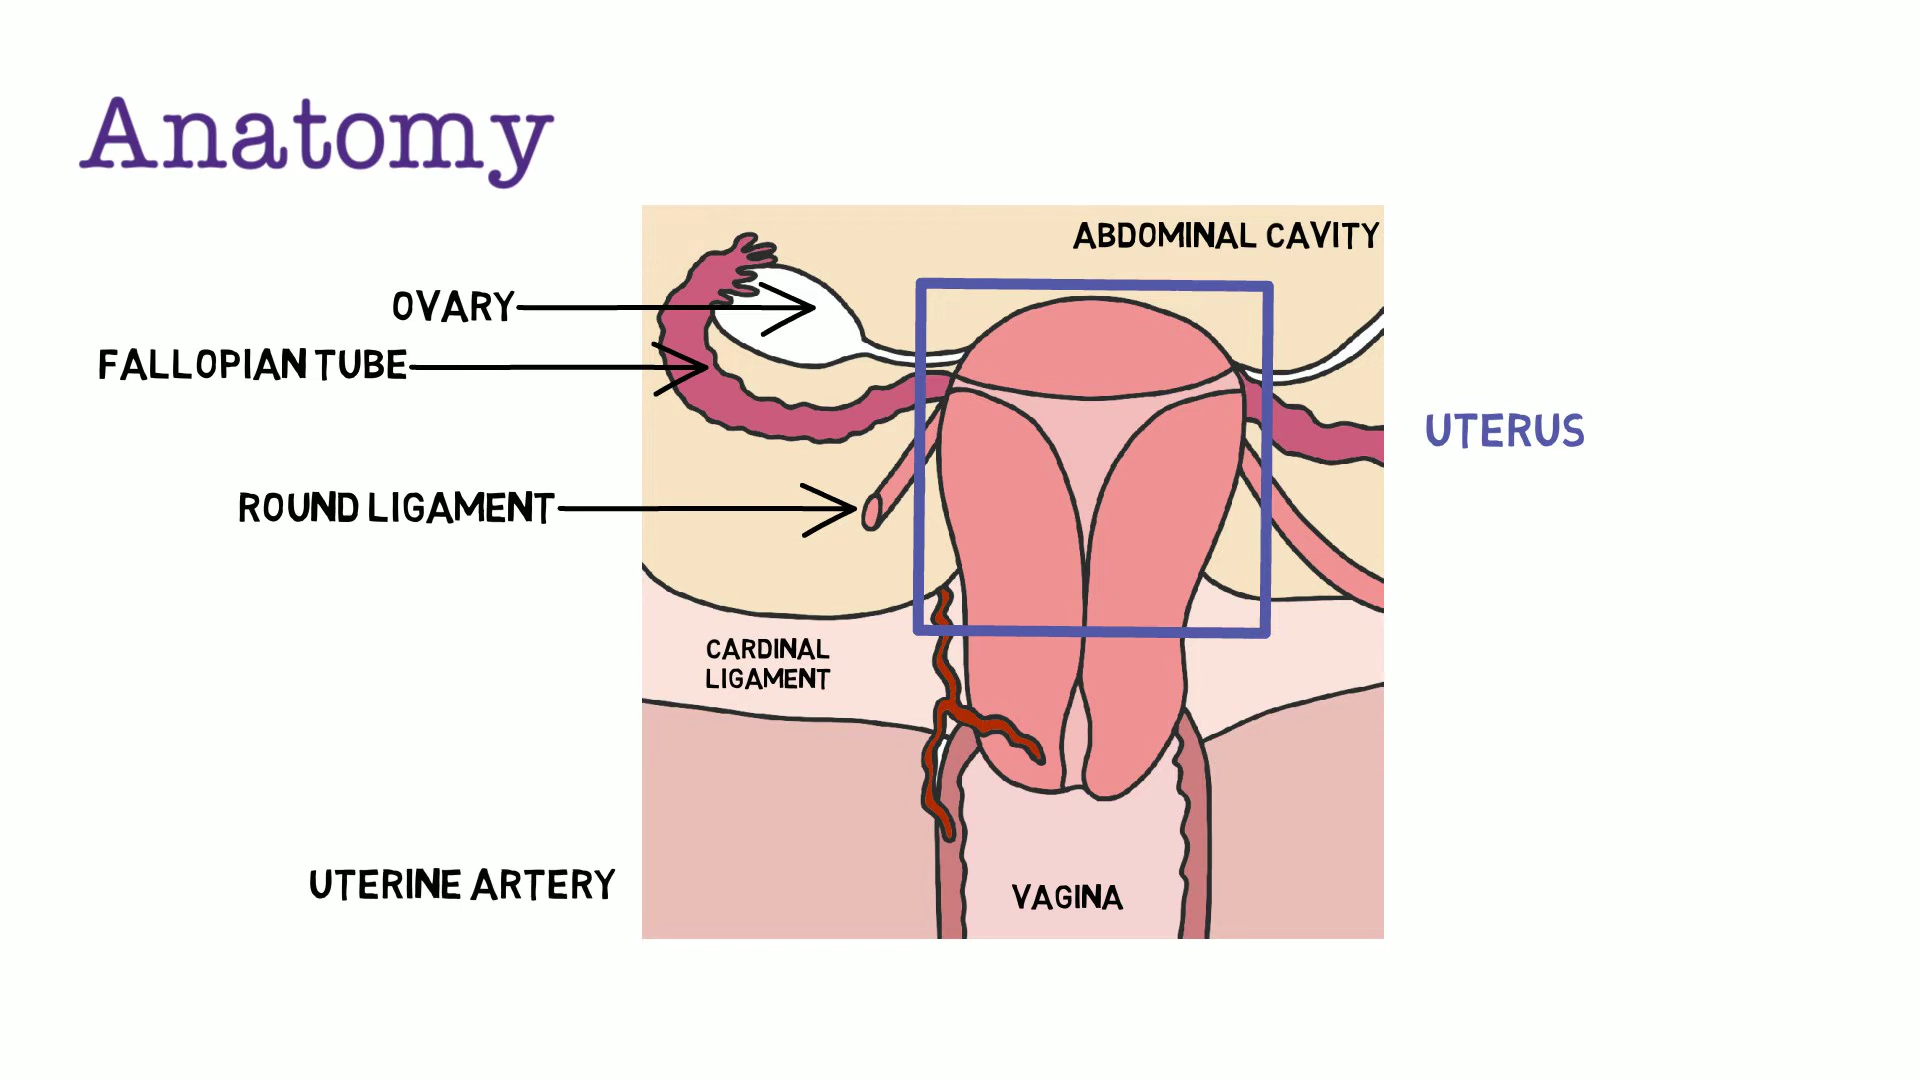 Anatomy
ABDOMINAL CAVITY
OVARY
FALLOPIAN TUBE
UTERUS
ROUND LIGAMENT
CARDINAL
LIGAMENT
UTERINE ARTERY
VAGINA